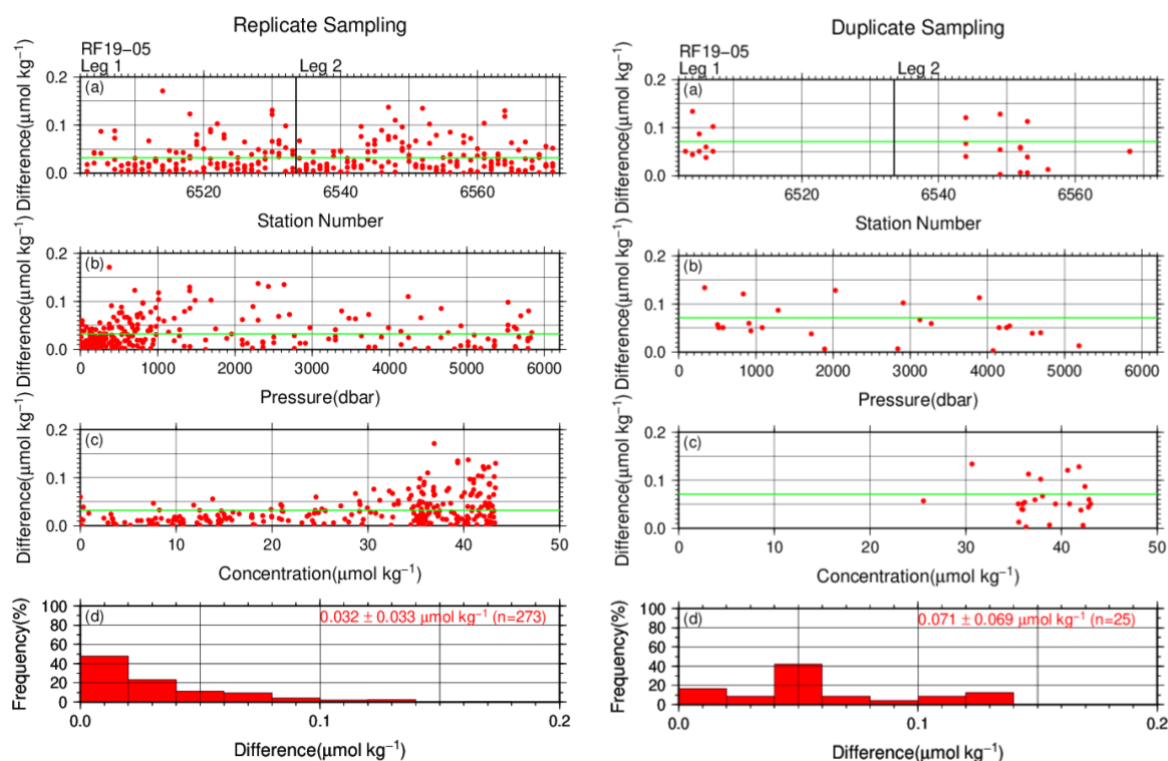 Replicate Sampling
RF19−05
Leg 1 Leg 2
Difference(μmol kg⁻¹)
0.2
0.1
0.0
(a)
6520 6540 6560
Station Number
Difference(μmol kg⁻¹)
0.2
0.1
0.0
(b)
0 1000 2000 3000 4000 5000 6000
Pressure(dbar)
Difference(μmol kg⁻¹)
0.2
0.1
0.0
(c)
0 10 20 30 40 50
Concentration(μmol kg⁻¹)
Frequency(%)
100
80
60
40
20
0
(d)
0.032 ± 0.033 μmol kg⁻¹ (n=273)
0.0 0.1 0.2
Difference(μmol kg⁻¹)
Duplicate Sampling
RF19−05
Leg 1 Leg 2
Difference(μmol kg⁻¹)
0.2
0.1
0.0
(a)
6520 6540 6560
Station Number
Difference(μmol kg⁻¹)
0.2
0.1
0.0
(b)
0 1000 2000 3000 4000 5000 6000
Pressure(dbar)
Difference(μmol kg⁻¹)
0.2
0.1
0.0
(c)
0 10 20 30 40 50
Concentration(μmol kg⁻¹)
Frequency(%)
100
80
60
40
20
0
(d)
0.071 ± 0.069 μmol kg⁻¹ (n=25)
0.0 0.1 0.2
Difference(μmol kg⁻¹)